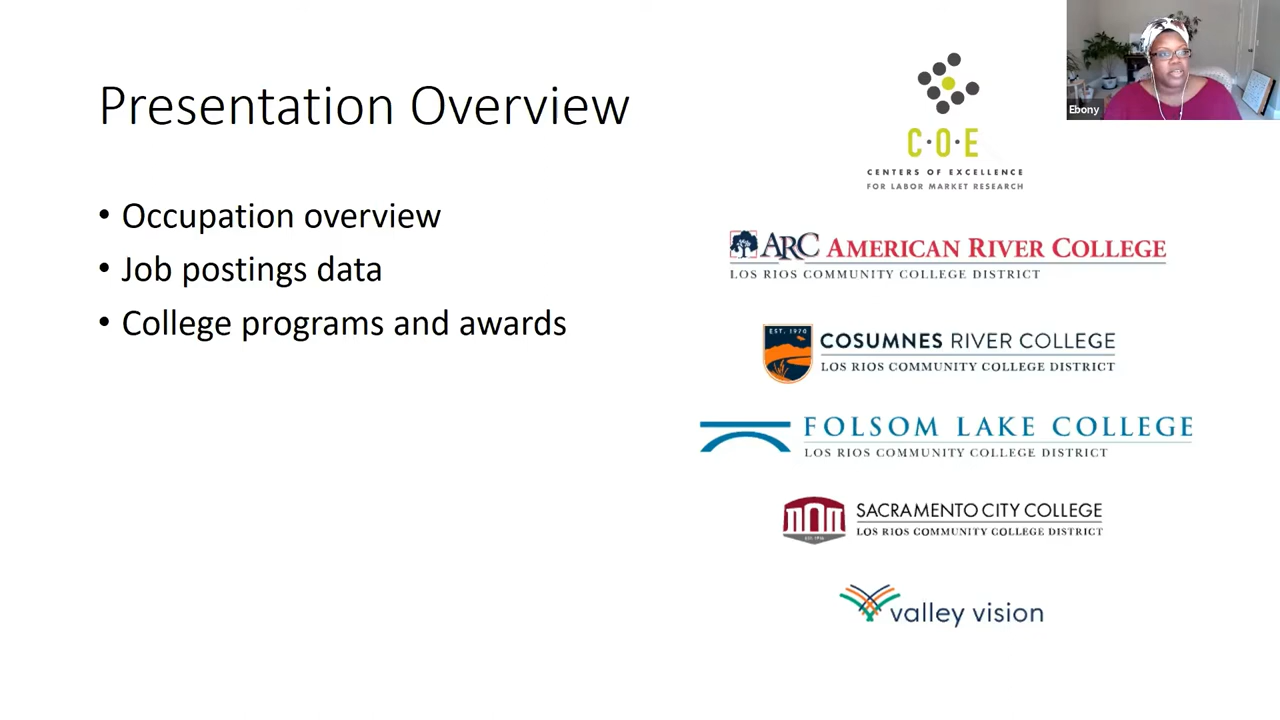 Presentation Overview
• Occupation overview
• Job postings data
• College programs and awards
C·O·E
CENTERS OF EXCELLENCE
FOR LABOR MARKET RESEARCH
ARC AMERICAN RIVER COLLEGE
LOS RIOS COMMUNITY COLLEGE DISTRICT
EST. 1970
COSUMNES RIVER COLLEGE
LOS RIOS COMMUNITY COLLEGE DISTRICT
FOLSOM LAKE COLLEGE
LOS RIOS COMMUNITY COLLEGE DISTRICT
SACRAMENTO CITY COLLEGE
LOS RIOS COMMUNITY COLLEGE DISTRICT
valley vision
Ebony